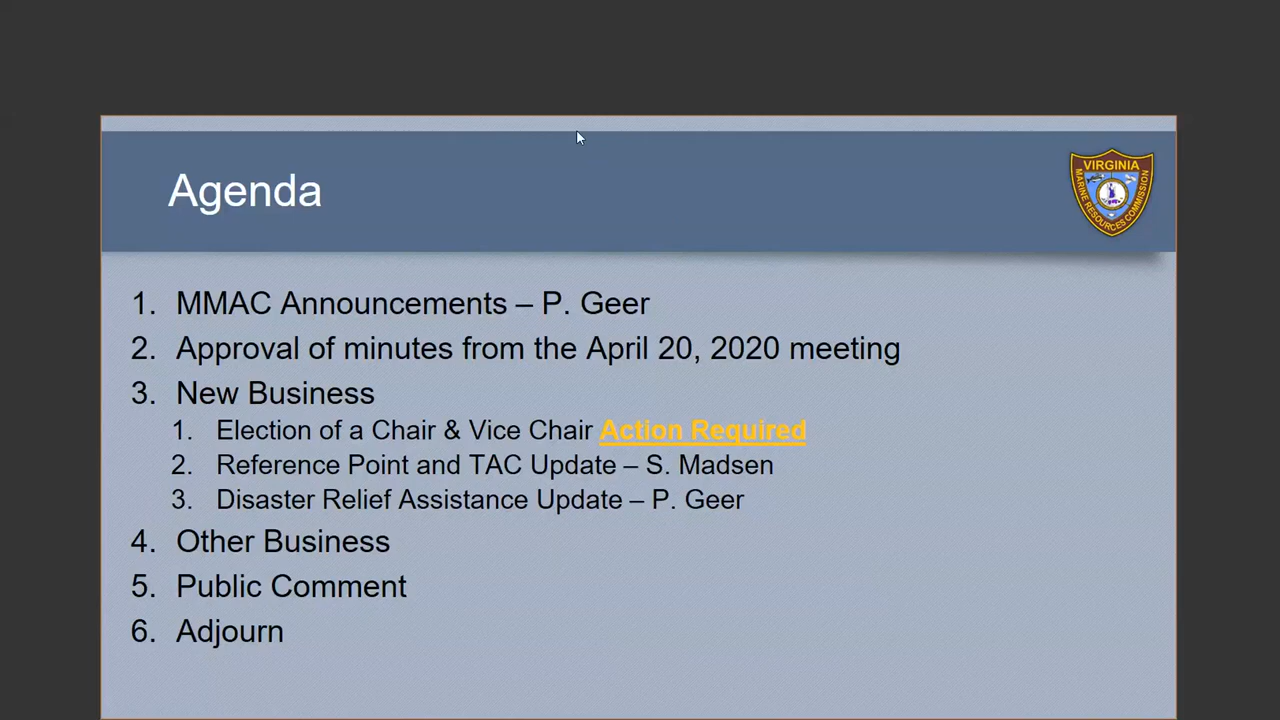 Agenda
VIRGINIA
MARINE RESOURCES COMMISSION
1. MMAC Announcements – P. Geer
2. Approval of minutes from the April 20, 2020 meeting
3. New Business
1. Election of a Chair & Vice Chair Action Required
2. Reference Point and TAC Update – S. Madsen
3. Disaster Relief Assistance Update – P. Geer
4. Other Business
5. Public Comment
6. Adjourn